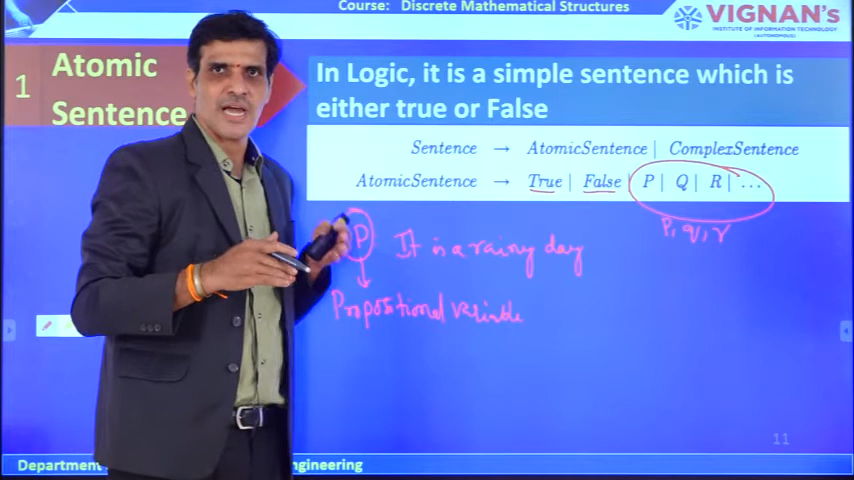 Course: Discrete Mathematical Structures
VIGNAN's
INSTITUTE OF INFORMATION TECHNOLOGY
(AUTONOMOUS)
1
Atomic
Sentence
In Logic, it is a simple sentence which is
either true or False
Sentence → AtomicSentence | ComplexSentence
AtomicSentence → True | False | P | Q | R | ...
P, q, r
P It is a rainy day
Propositional variable
11
Department
ngineering